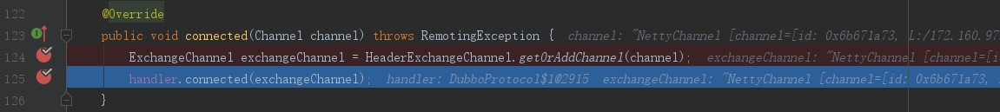 122 @Override
123 public void connected(Channel channel) throws RemotingException { channel: "NettyChannel [channel=[id: 0x6b671a73, L:/172.160.97
124 ExchangeChannel exchangeChannel = HeaderExchangeChannel.getOrAddChannel(channel); exchangeChannel: "NettyChannel [channel=[i
125 handler.connected(exchangeChannel); handler: DubboProtocol$1@2915 exchangeChannel: "NettyChannel [channel=[id: 0x6b671a73,
126 }